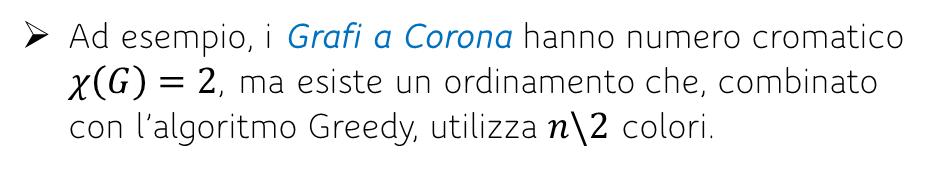 ➢ Ad esempio, i Grafi a Corona hanno numero cromatico
χ(G) = 2, ma esiste un ordinamento che, combinato
con l'algoritmo Greedy, utilizza n\2 colori.